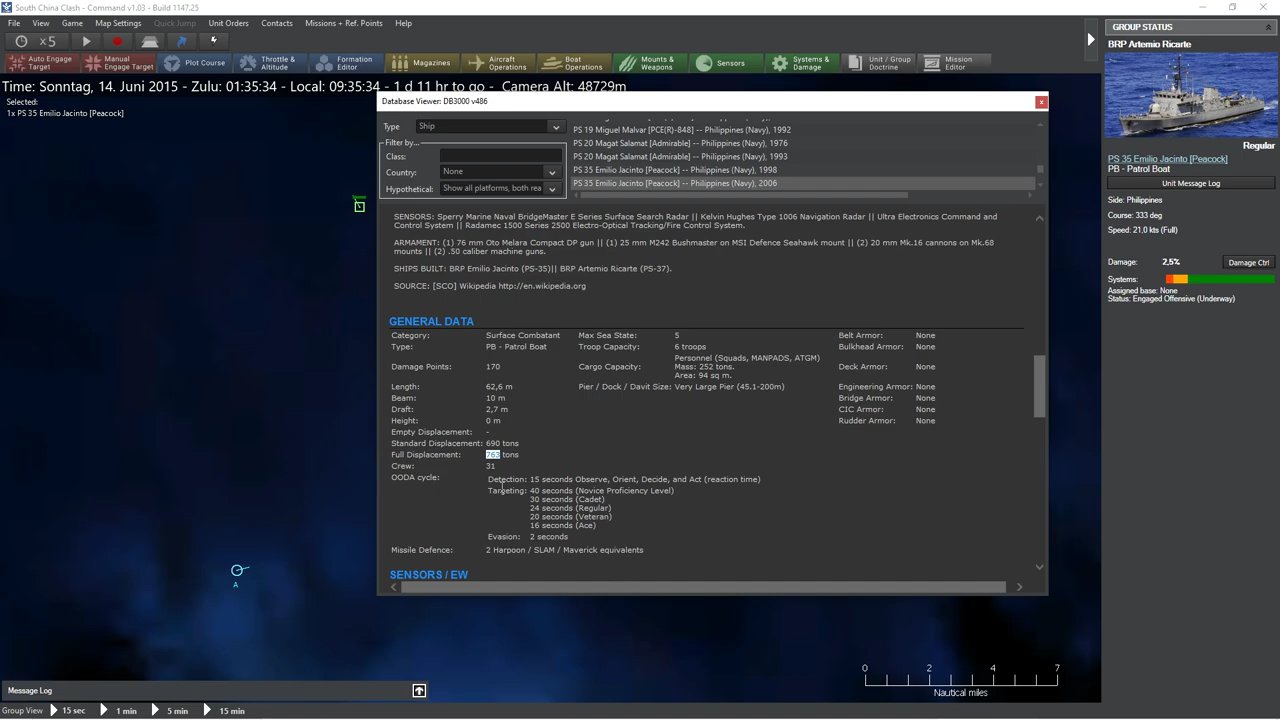 South China Clash - Command v1.03 - Build 1147.25
File View Game Map Settings Quick Jump Unit Orders Contacts Missions + Ref. Points Help
x5
Auto Engage Target
Manual Engage Target
Plot Course
Throttle & Altitude
Formation Editor
Magazines
Aircraft Operations
Boat Operations
Mounts & Weapons
Sensors
Systems & Damage
Unit / Group Doctrine
Mission Editor
Time: Sonntag, 14. Juni 2015 - Zulu: 01:35:34 - Local: 09:35:34 - 1 d 11 hr to go - Camera Alt: 48729m
Selected:
1x PS 35 Emilio Jacinto [Peacock]
A
Database Viewer: DB3000 v486
Type Ship
Filter by...
Class:
Country: None
Hypothetical: Show all platforms, both rea
PS 19 Miguel Malvar [PCE(R)-848] -- Philippines (Navy), 1992
PS 20 Magat Salamat [Admirable] -- Philippines (Navy), 1976
PS 20 Magat Salamat [Admirable] -- Philippines (Navy), 1993
PS 35 Emilio Jacinto [Peacock] -- Philippines (Navy), 1998
PS 35 Emilio Jacinto [Peacock] -- Philippines (Navy), 2006
SENSORS: Sperry Marine Naval BridgeMaster E Series Surface Search Radar || Kelvin Hughes Type 1006 Navigation Radar || Ultra Electronics Command and
Control System || Radamec 1500 Series 2500 Electro-Optical Tracking/Fire Control System.
ARMAMENT: (1) 76 mm Oto Melara Compact DP gun || (1) 25 mm M242 Bushmaster on MSI Defence Seahawk mount || (2) 20 mm Mk.16 cannons on Mk.68
mounts || (2) .50 caliber machine guns.
SHIPS BUILT: BRP Emilio Jacinto (PS-35)|| BRP Artemio Ricarte (PS-37).
SOURCE: [SCO] Wikipedia http://en.wikipedia.org
GENERAL DATA
Category: Surface Combatant Max Sea State: 5 Belt Armor: None
Type: PB - Patrol Boat Troop Capacity: 6 troops Bulkhead Armor: None
Damage Points: 170 Cargo Capacity: Personnel (Squads, MANPADS, ATGM) Deck Armor: None
Mass: 252 tons.
Area: 94 sq m.
Length: 62,6 m Pier / Dock / Davit Size: Very Large Pier (45.1-200m) Engineering Armor: None
Beam: 10 m Bridge Armor: None
Draft: 2,7 m CIC Armor: None
Height: 0 m Rudder Armor: None
Empty Displacement: -
Standard Displacement: 690 tons
Full Displacement: 763 tons
Crew: 31
OODA cycle: Detection: 15 seconds Observe, Orient, Decide, and Act (reaction time)
Targeting: 40 seconds (Novice Proficiency Level)
30 seconds (Cadet)
24 seconds (Regular)
20 seconds (Veteran)
16 seconds (Ace)
Evasion: 2 seconds
Missile Defence: 2 Harpoon / SLAM / Maverick equivalents
SENSORS / EW
GROUP STATUS
BRP Artemio Ricarte
Regular
PS 35 Emilio Jacinto [Peacock]
PB - Patrol Boat
Unit Message Log
Side: Philippines
Course: 333 deg
Speed: 21.0 kts (Full)
Damage: 2,5% Damage Ctrl
Systems:
Assigned base: None
Status: Engaged Offensive (Underway)
0 2 4 7
Nautical miles
Message Log
Group View 15 sec 1 min 5 min 15 min